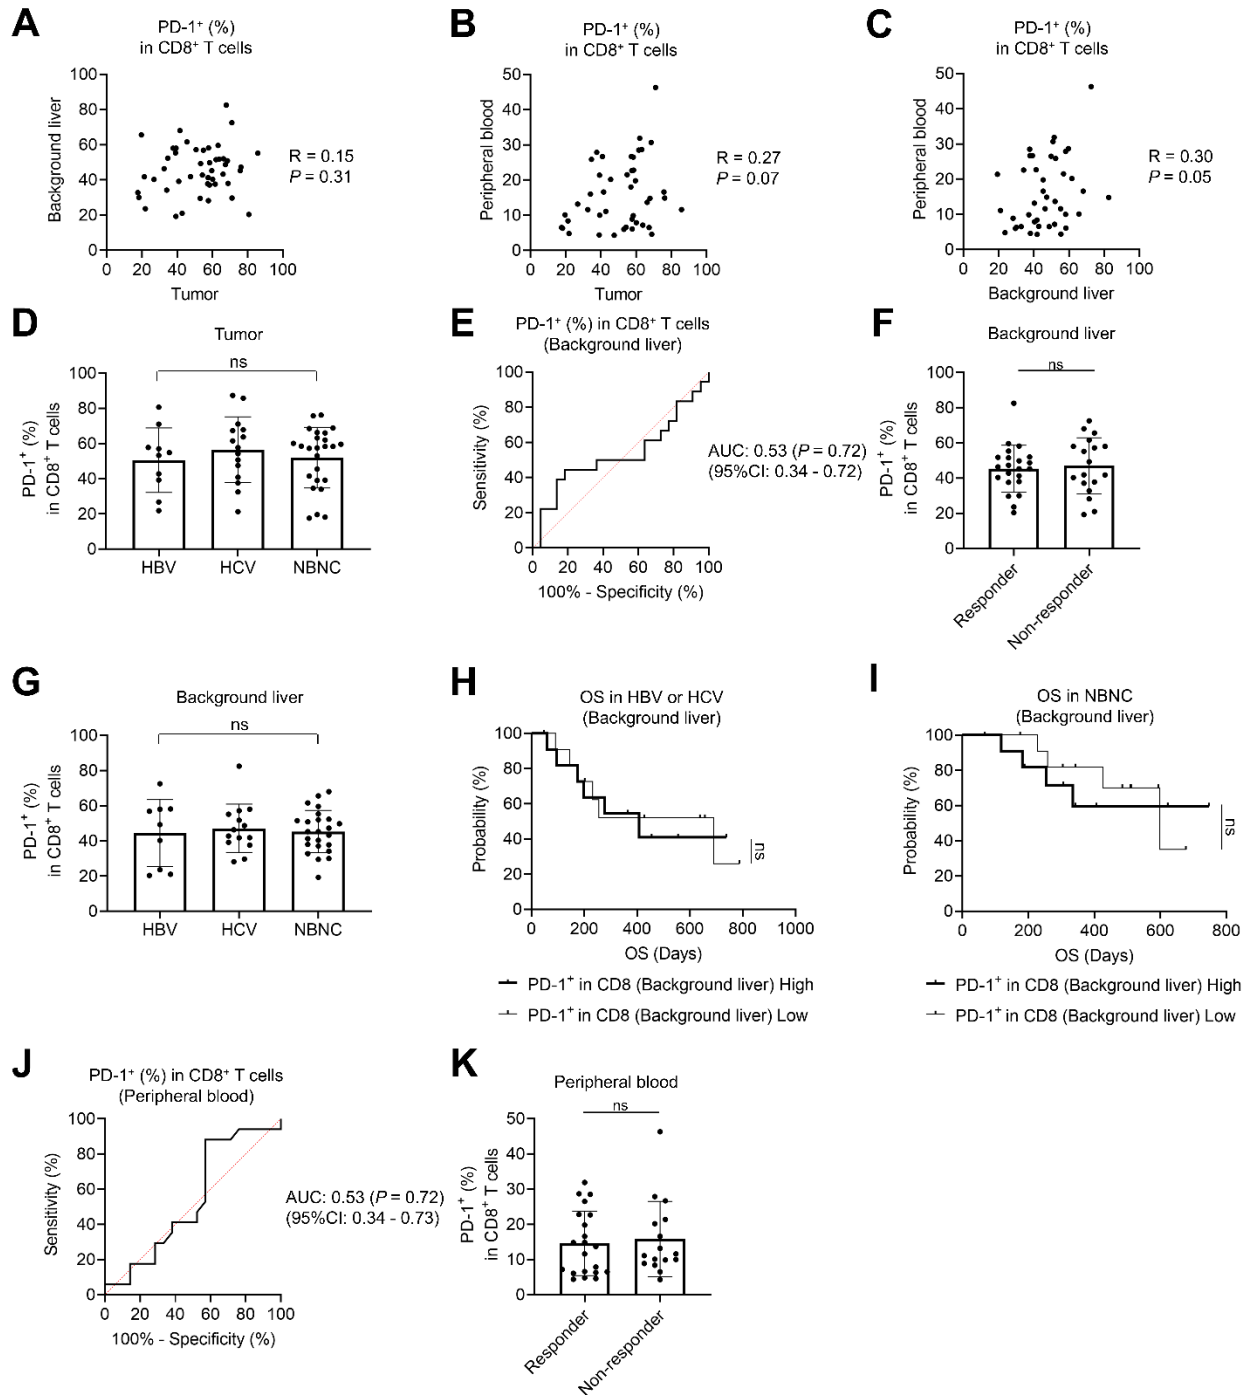 A
PD-1⁺ (%)
in CD8⁺ T cells
Background liver
100
80
60
40
20
0
0 20 40 60 80 100
Tumor
R = 0.15
P = 0.31
B
PD-1⁺ (%)
in CD8⁺ T cells
Peripheral blood
50
40
30
20
10
0
0 20 40 60 80 100
Tumor
R = 0.27
P = 0.07
C
PD-1⁺ (%)
in CD8⁺ T cells
Peripheral blood
50
40
30
20
10
0
0 20 40 60 80 100
Background liver
R = 0.30
P = 0.05
D
Tumor
ns
PD-1⁺ (%)
in CD8⁺ T cells
100
80
60
40
20
0
HBV HCV NBNC
E
PD-1⁺ (%) in CD8⁺ T cells
(Background liver)
Sensitivity (%)
100
80
60
40
20
0
0 20 40 60 80 100
100% - Specificity (%)
AUC: 0.53 (P = 0.72)
(95%CI: 0.34 - 0.72)
F
Background liver
ns
PD-1⁺ (%)
in CD8⁺ T cells
100
80
60
40
20
0
Responder
Non-responder
G
Background liver
ns
PD-1⁺ (%)
in CD8⁺ T cells
100
80
60
40
20
0
HBV HCV NBNC
H
OS in HBV or HCV
(Background liver)
Probability (%)
100
80
60
40
20
0
0 200 400 600 800 1000
OS (Days)
ns
PD-1⁺ in CD8 (Background liver) High
PD-1⁺ in CD8 (Background liver) Low
I
OS in NBNC
(Background liver)
Probability (%)
100
80
60
40
20
0
0 200 400 600 800
OS (Days)
ns
PD-1⁺ in CD8 (Background liver) High
PD-1⁺ in CD8 (Background liver) Low
J
PD-1⁺ (%) in CD8⁺ T cells
(Peripheral blood)
Sensitivity (%)
100
80
60
40
20
0
0 20 40 60 80 100
100% - Specificity (%)
AUC: 0.53 (P = 0.72)
(95%CI: 0.34 - 0.73)
K
Peripheral blood
ns
PD-1⁺ (%)
in CD8⁺ T cells
50
40
30
20
10
0
Responder
Non-responder